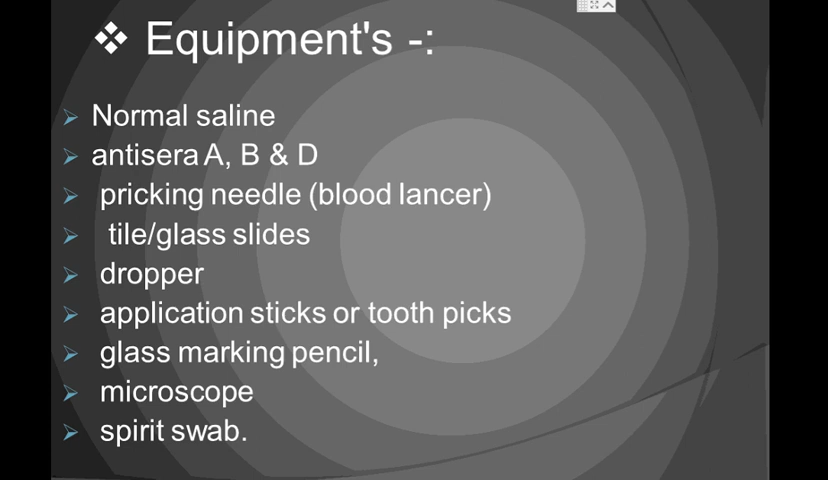 Equipment's -:
Normal saline
antisera A, B & D
pricking needle (blood lancer)
tile/glass slides
dropper
application sticks or tooth picks
glass marking pencil,
microscope
spirit swab.